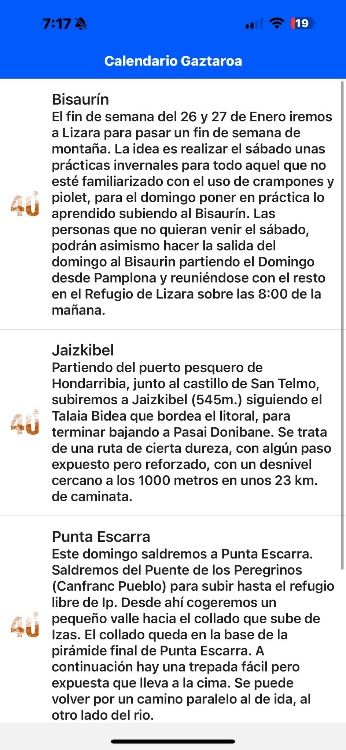 7:17
19
Calendario Gaztaroa
Bisaurín
El fin de semana del 26 y 27 de Enero iremos
a Lizara para pasar un fin de semana de
montaña. La idea es realizar el sábado unas
prácticas invernales para todo aquel que no
esté familiarizado con el uso de crampones y
piolet, para el domingo poner en práctica lo
aprendido subiendo al Bisaurín. Las
personas que no quieran venir el sábado,
podrán asimismo hacer la salida del
domingo al Bisaurin partiendo el Domingo
desde Pamplona y reuniéndose con el resto
en el Refugio de Lizara sobre las 8:00 de la
mañana.
40
Jaizkibel
Partiendo del puerto pesquero de
Hondarribia, junto al castillo de San Telmo,
subiremos a Jaizkibel (545m.) siguiendo el
Talaia Bidea que bordea el litoral, para
terminar bajando a Pasai Donibane. Se trata
de una ruta de cierta dureza, con algún paso
expuesto pero reforzado, con un desnivel
cercano a los 1000 metros en unos 23 km.
de caminata.
40
Punta Escarra
Este domingo saldremos a Punta Escarra.
Saldremos del Puente de los Peregrinos
(Canfranc Pueblo) para subir hasta el refugio
libre de Ip. Desde ahí cogeremos un
pequeño valle hacia el collado que sube de
Izas. El collado queda en la base de la
pirámide final de Punta Escarra. A
continuación hay una trepada fácil pero
expuesta que lleva a la cima. Se puede
volver por un camino paralelo al de ida, al
otro lado del rio.
40